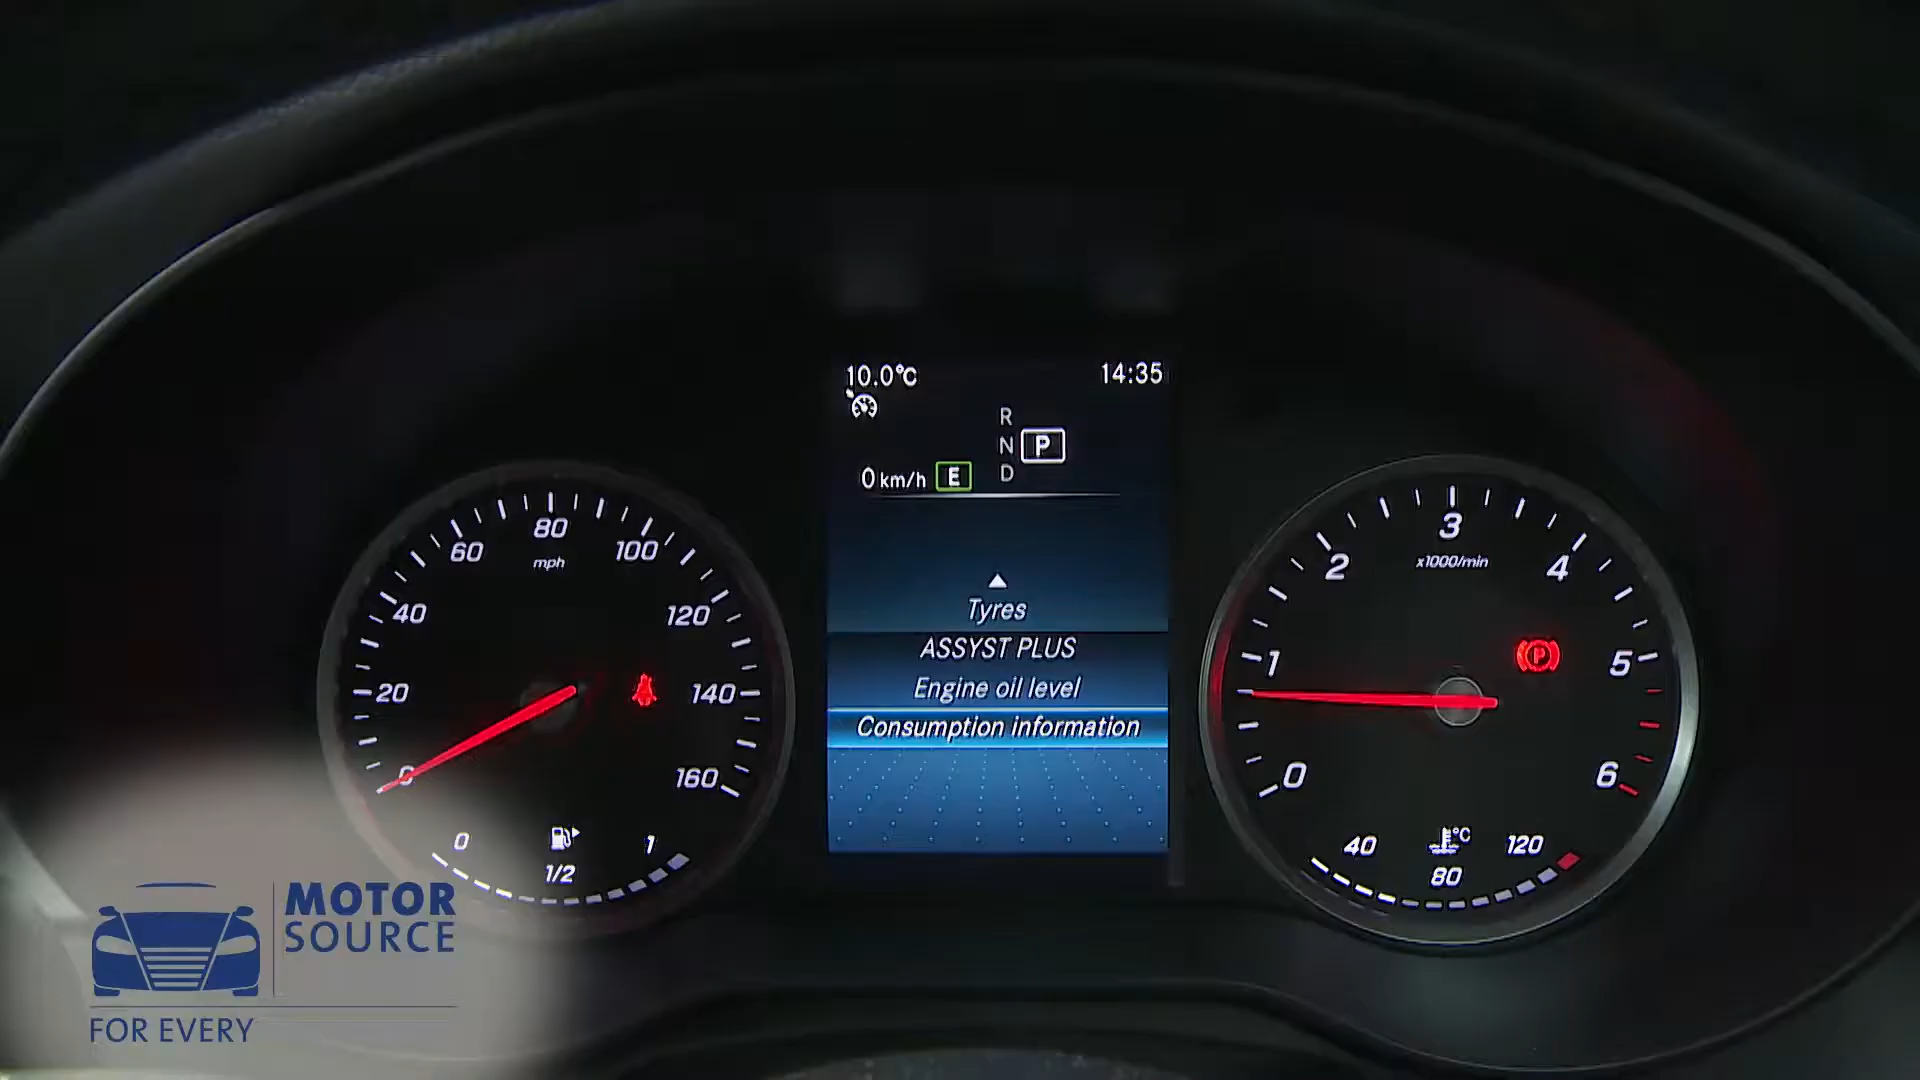 10.0°C
14:35
R
N
P
D
0 km/h
E
Tyres
ASSYST PLUS
Engine oil level
Consumption information
0
20
40
60
80
100
120
140
160
mph
0
1/2
1
0
1
2
3
4
5
6
x1000/min
P
40
80
120
°C
MOTOR
SOURCE
FOR EVERY